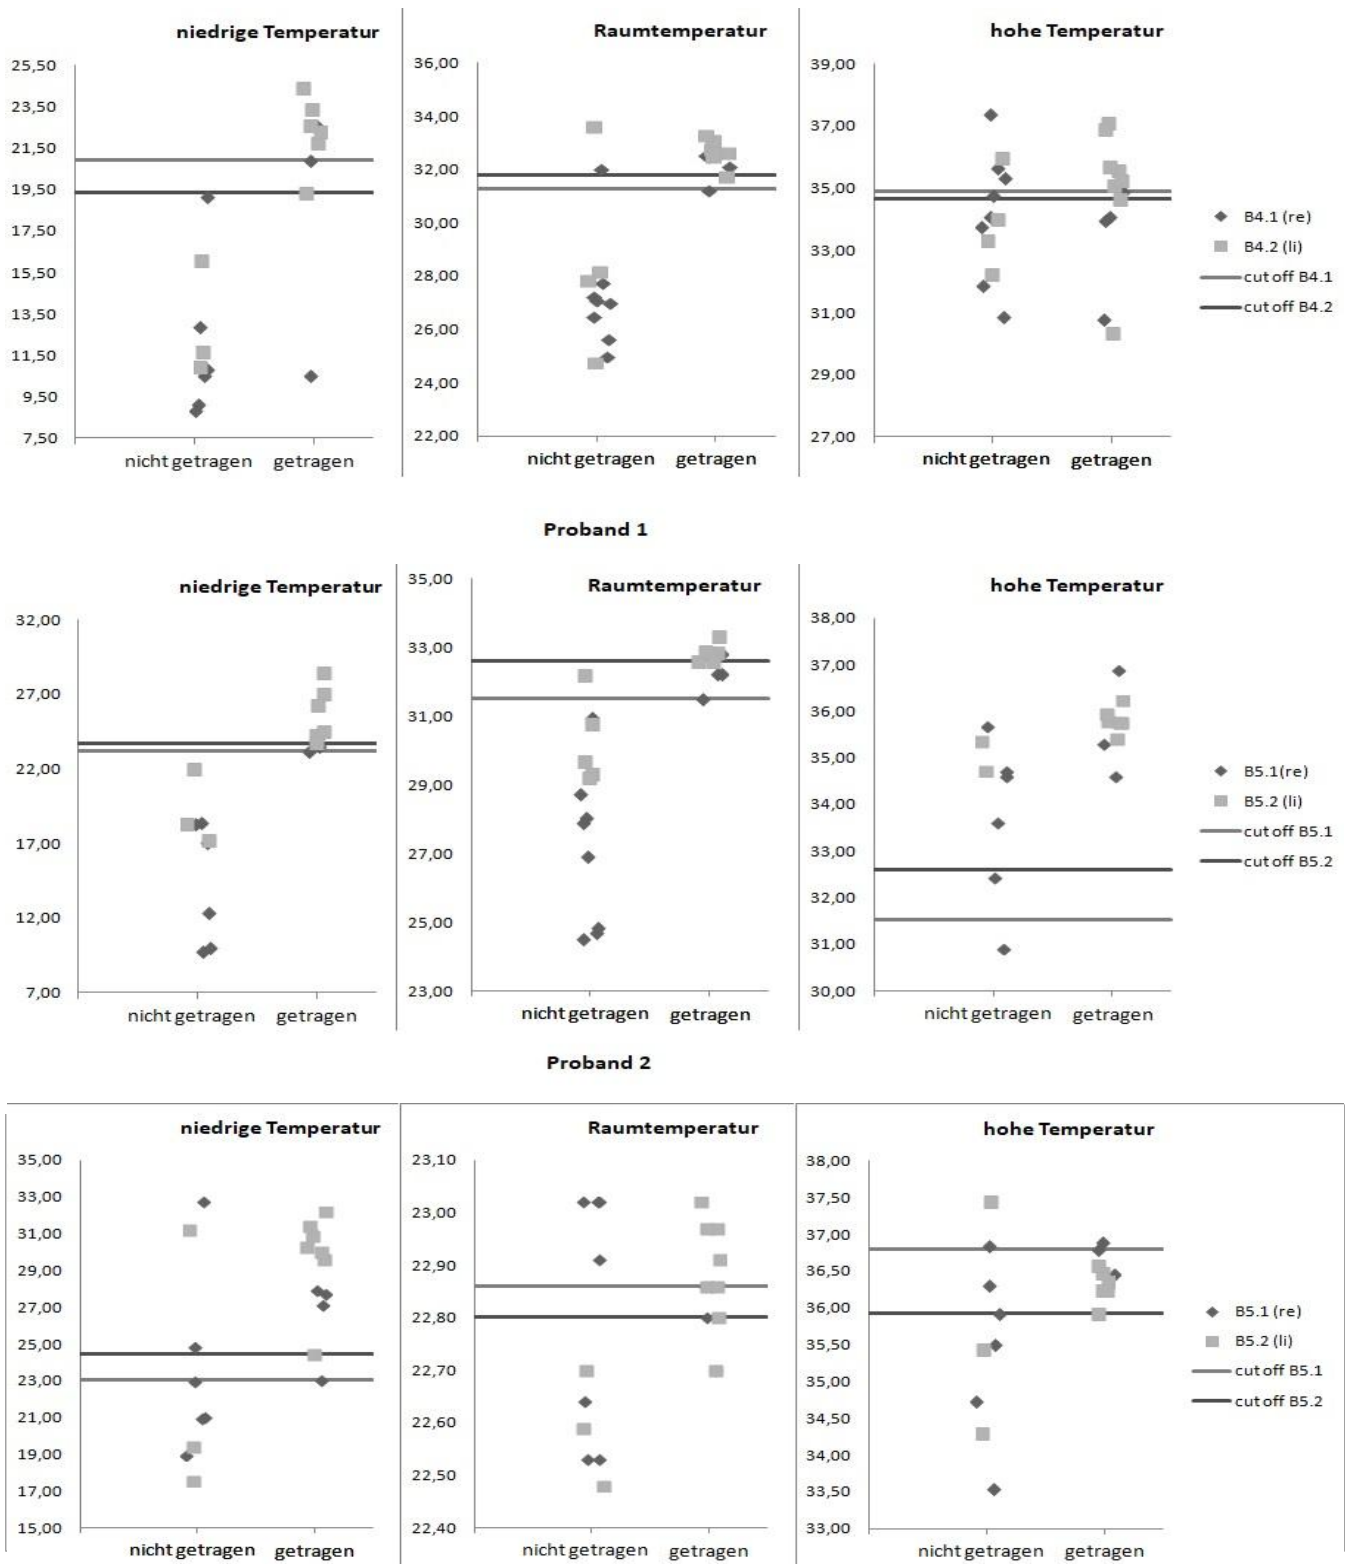 niedrige Temperatur
25,50
23,50
21,50
19,50
17,50
15,50
13,50
11,50
9,50
7,50
nicht getragen getragen
Raumtemperatur
36,00
34,00
32,00
30,00
28,00
26,00
24,00
22,00
nicht getragen getragen
hohe Temperatur
39,00
37,00
35,00
33,00
31,00
29,00
27,00
nicht getragen getragen
B4.1 (re)
B4.2 (li)
cut off B4.1
cut off B4.2
Proband 1
niedrige Temperatur
32,00
27,00
22,00
17,00
12,00
7,00
nicht getragen getragen
Raumtemperatur
35,00
33,00
31,00
29,00
27,00
25,00
23,00
nicht getragen getragen
hohe Temperatur
38,00
37,00
36,00
35,00
34,00
33,00
32,00
31,00
30,00
nicht getragen getragen
B5.1(re)
B5.2 (li)
cut off B5.1
cut off B5.2
Proband 2
niedrige Temperatur
35,00
33,00
31,00
29,00
27,00
25,00
23,00
21,00
19,00
17,00
15,00
nicht getragen getragen
Raumtemperatur
23,10
23,00
22,90
22,80
22,70
22,60
22,50
22,40
nicht getragen getragen
hohe Temperatur
38,00
37,50
37,00
36,50
36,00
35,50
35,00
34,50
34,00
33,50
33,00
nicht getragen getragen
B5.1 (re)
B5.2 (li)
cut off B5.1
cut off B5.2